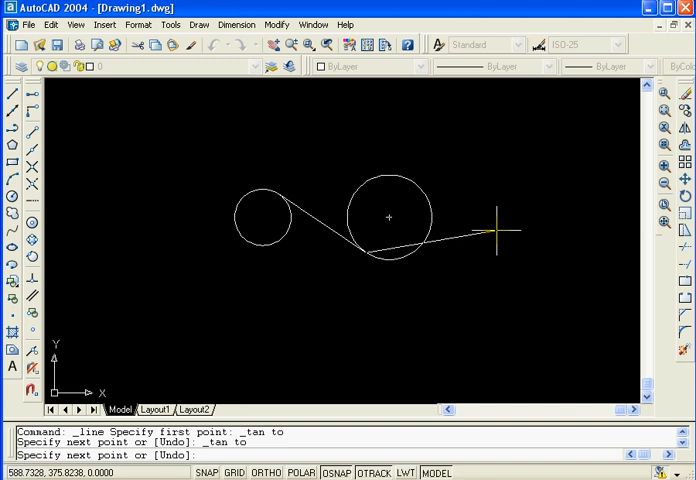 AutoCAD 2004 - [Drawing1.dwg]
File Edit View Insert Format Tools Draw Dimension Modify Window Help
Standard ISO-25
0 ByLayer ByLayer ByLayer ByColo
Y
X
Model Layout1 Layout2
Command: _line Specify first point: _tan to
Specify next point or [Undo]: _tan to
Specify next point or [Undo]:
588.7328, 375.8238, 0.0000 SNAP GRID ORTHO POLAR OSNAP OTRACK LWT MODEL